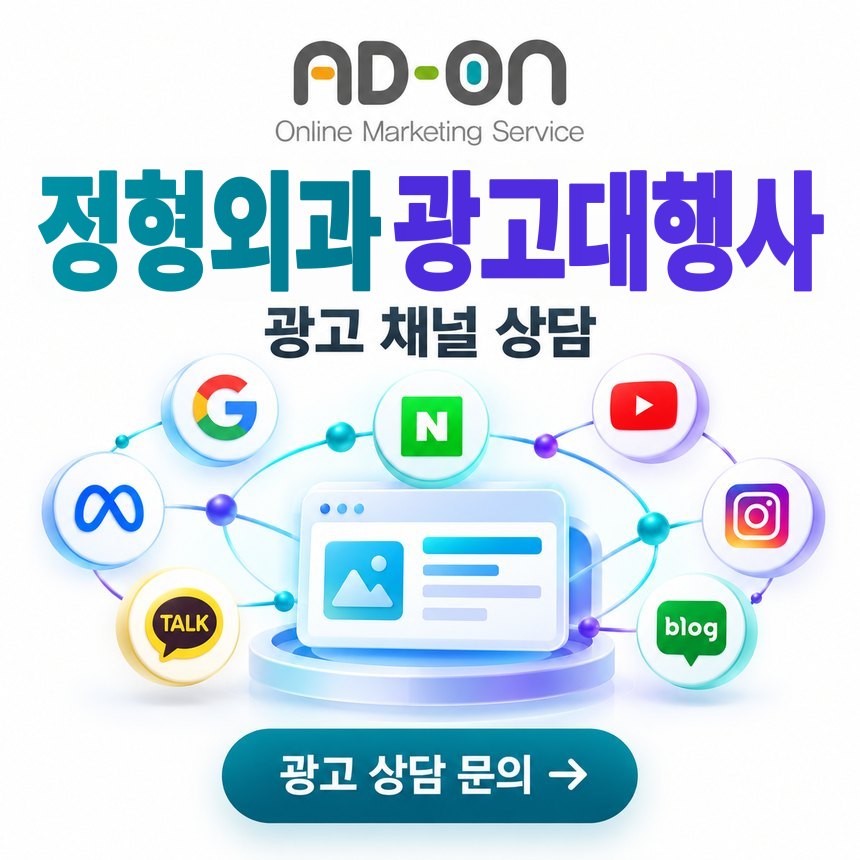 AD-ON
Online Marketing Service
정형외과 광고대행사
광고 채널 상담
G
N
TALK
blog
광고 상담 문의 →